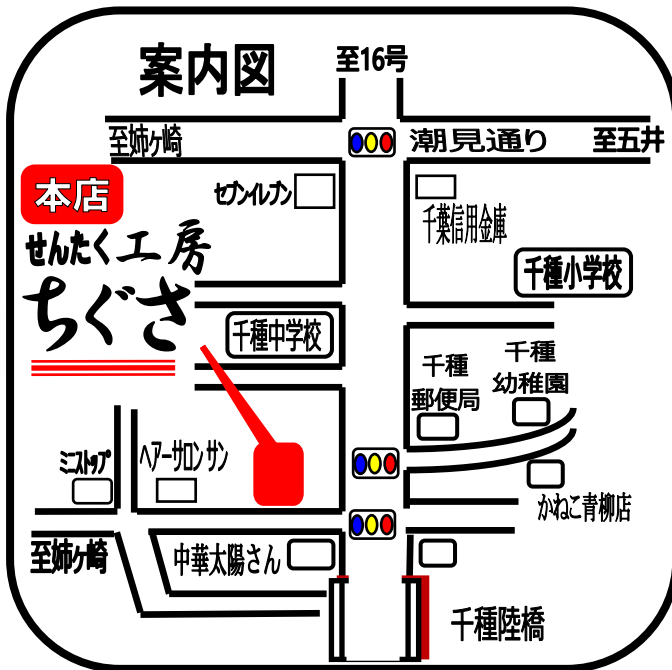 案内図
至16号
至姉ヶ崎
潮見通り
至五井
本店
せんたく工房
ちぐさ
セブンイレブン
千葉信用金庫
千種小学校
千種中学校
千種
郵便局
千種
幼稚園
ミニストップ
ヘアーサロン サン
かねこ青柳店
至姉ヶ崎
中華太陽さん
千種陸橋